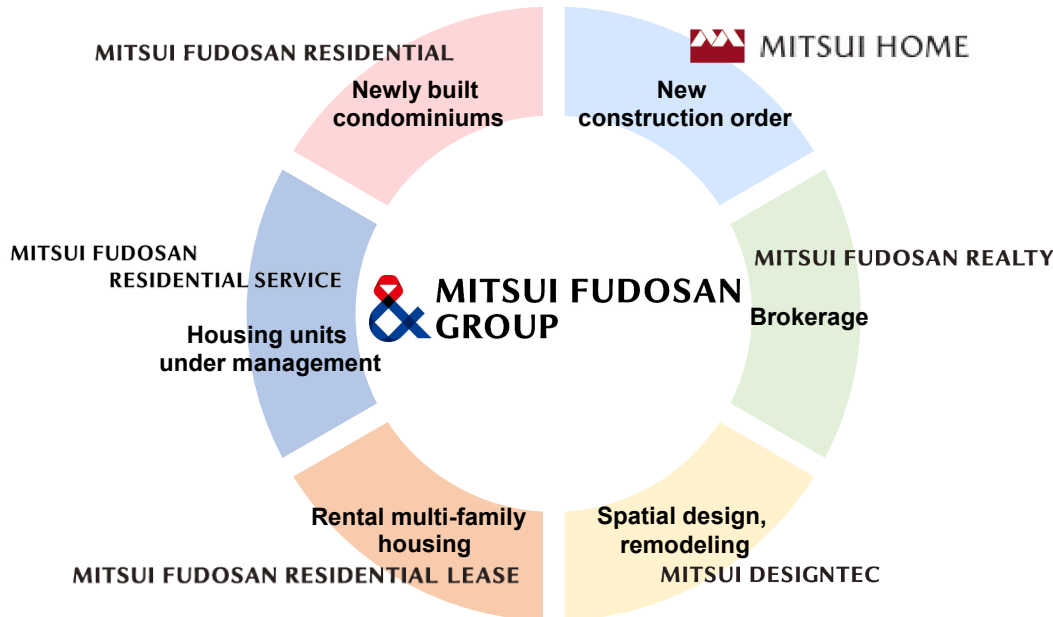 MITSUI FUDOSAN RESIDENTIAL
Newly built
condominiums
MITSUI HOME
New
construction order
MITSUI FUDOSAN REALTY
Brokerage
Spatial design,
remodeling
MITSUI DESIGNTEC
Rental multi-family
housing
MITSUI FUDOSAN RESIDENTIAL LEASE
MITSUI FUDOSAN
RESIDENTIAL SERVICE
Housing units
under management
& MITSUI FUDOSAN
GROUP